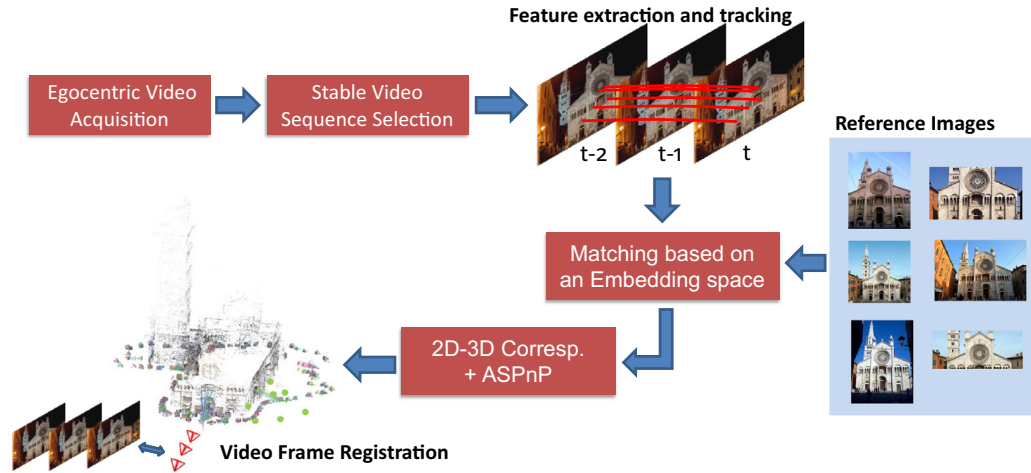 Feature extraction and tracking
Egocentric Video
Acquisition
Stable Video
Sequence Selection
t-2
t-1
t
Reference Images
Matching based on
an Embedding space
2D-3D Corresp.
+ ASPnP
Video Frame Registration